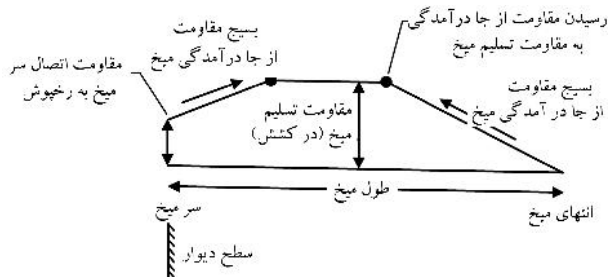 رسیدن مقاومت از جا درآمدگی
به مقاومت تسلیم میخ
بسیج مقاومت
از جا درآمدگی میخ
مقاومت اتصال سر
میخ به رخپوش
بسیج مقاومت
از جا در آمدگی میخ
مقاومت تسلیم
میخ (در کشش)
طول میخ
سر میخ
انتهای میخ
سطح دیوار